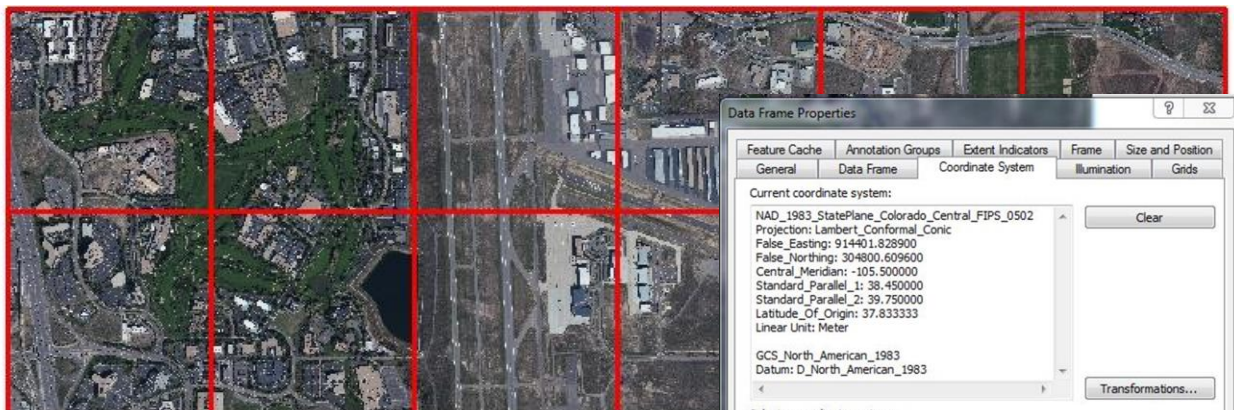 Data Frame Properties
Feature Cache Annotation Groups Extent Indicators Frame Size and Position
General Data Frame Coordinate System Illumination Grids
Current coordinate system:
NAD_1983_StatePlane_Colorado_Central_FIPS_0502
Projection: Lambert_Conformal_Conic
False_Easting: 914401.828900
False_Northing: 304800.609600
Central_Meridian: -105.500000
Standard_Parallel_1: 38.450000
Standard_Parallel_2: 39.750000
Latitude_Of_Origin: 37.833333
Linear Unit: Meter
GCS_North_American_1983
Datum: D_North_American_1983
Clear
Transformations...